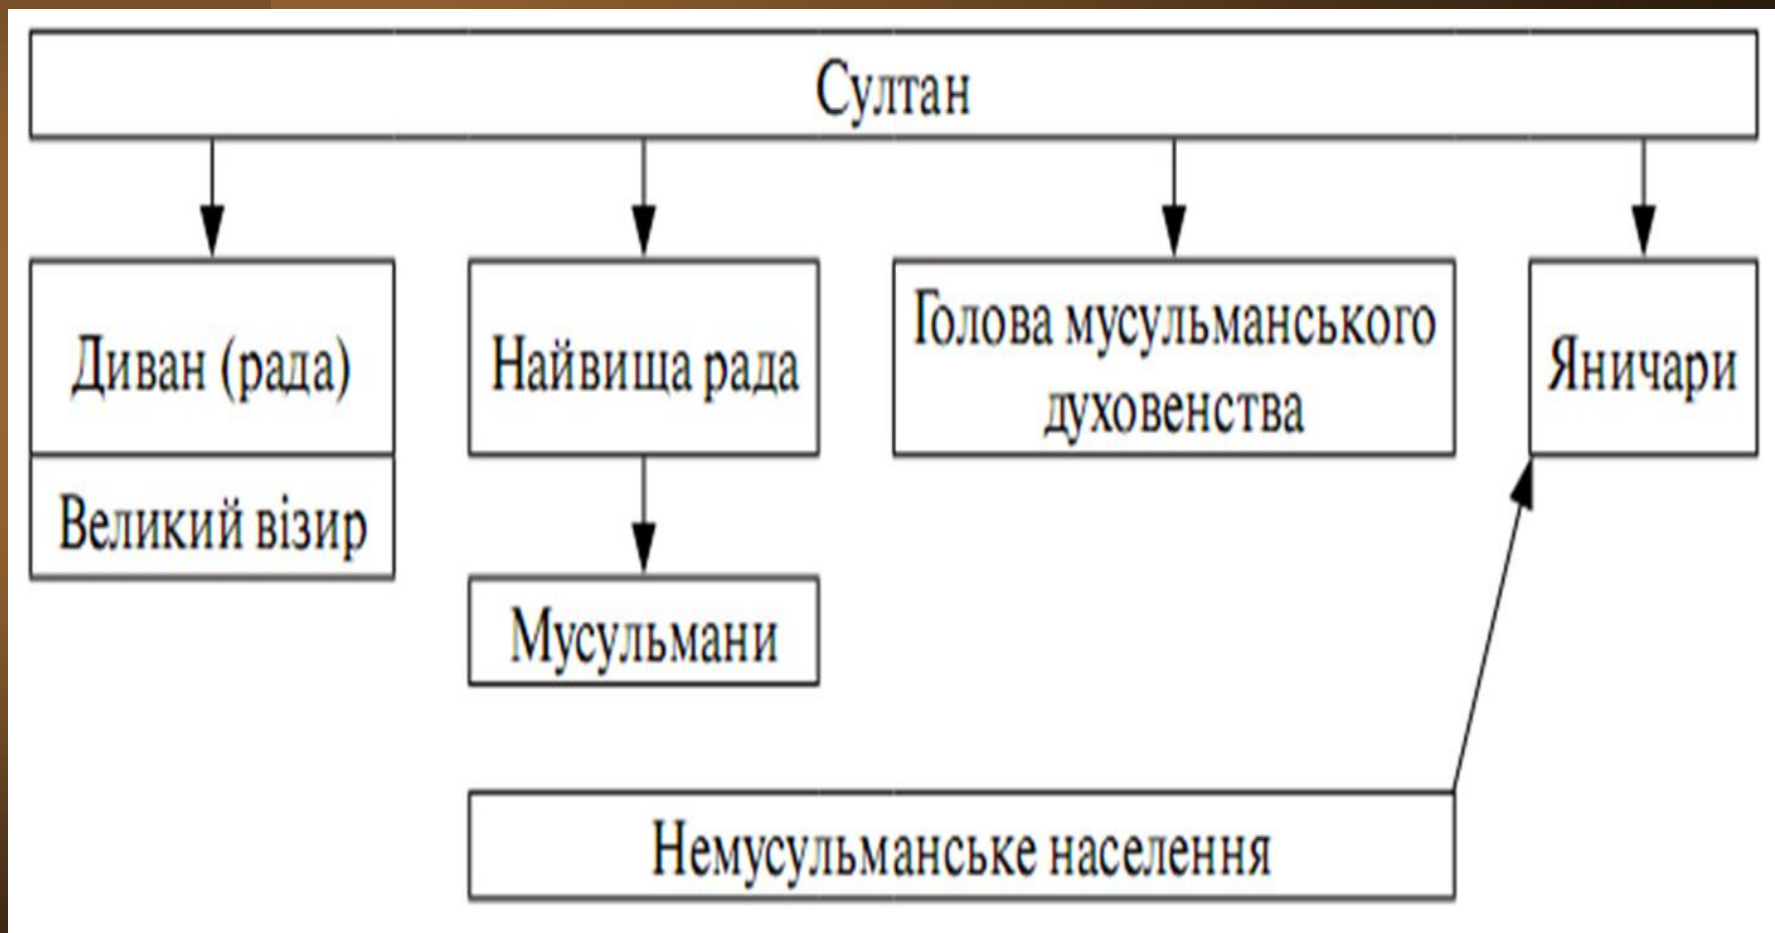 Султан
Диван (рада)
Великий візир
Найвища рада
Мусульмани
Голова мусульманського
духовенства
Яничари
Немусульманське населення